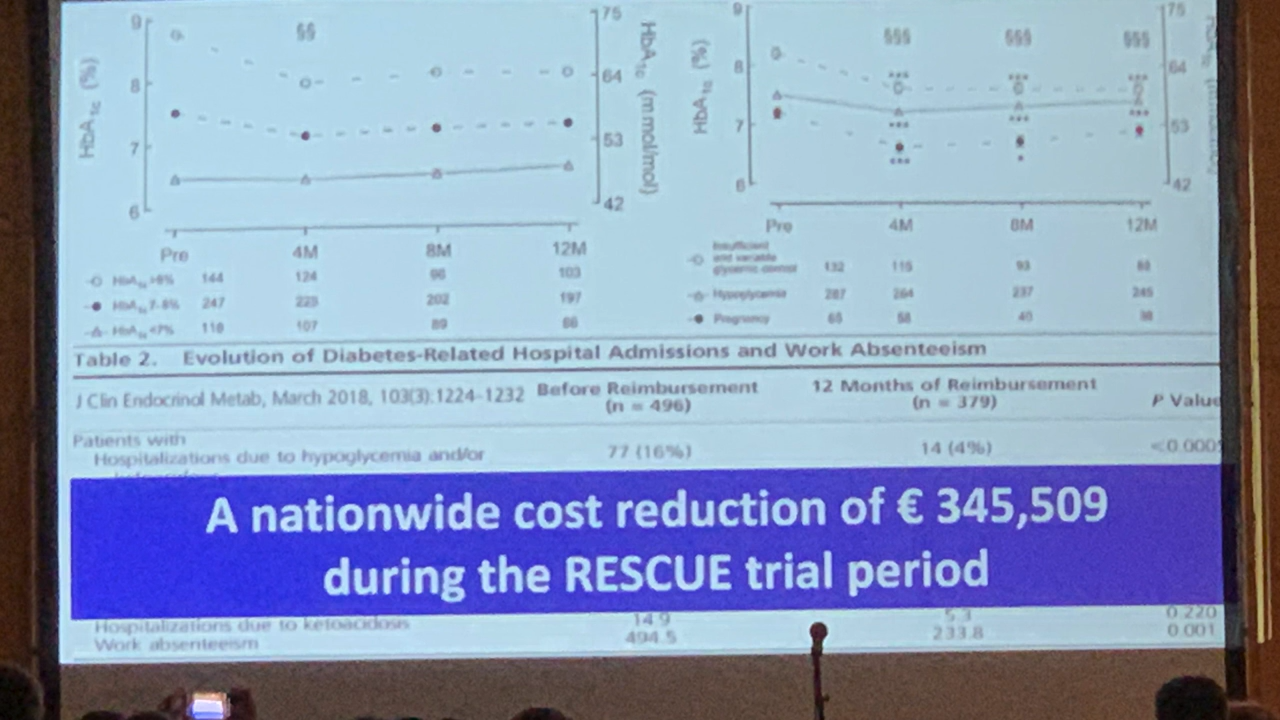 9
§§
75
8
64
7
53
6
42
HbA1c (%)
HbA1c (mmol/mol)
Pre
4M
8M
12M
HbA1c >8% 144 124 98 103
HbA1c 7-8% 247 225 202 197
HbA1c <7% 118 107 89 86
9
§§§
§§§
§§§
75
8
***
***
***
64
7
***
***
***
53
***
*
6
42
HbA1c (%)
Pre
4M
8M
12M
Insufficient
and variable
glycemic control 132 115 93 88
Hypoglycemia 287 264 237 245
Pregnancy 65 58 40 38
Table 2. Evolution of Diabetes-Related Hospital Admissions and Work Absenteeism
J Clin Endocrinol Metab, March 2018, 103(3):1224-1232
Before Reimbursement
(n = 496)
12 Months of Reimbursement
(n = 379)
P Value
Patients with
Hospitalizations due to hypoglycemia and/or 77 (16%) 14 (4%) <0.0005
A nationwide cost reduction of € 345,509
during the RESCUE trial period
Hospitalizations due to ketoacidosis 14.9 5.3 0.220
Work absenteeism 494.5 233.8 0.001